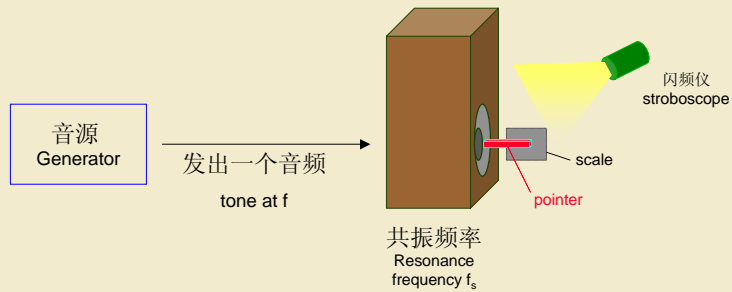 音源
Generator
发出一个音频
tone at f
共振频率
Resonance
frequency fs
scale
pointer
闪频仪
stroboscope